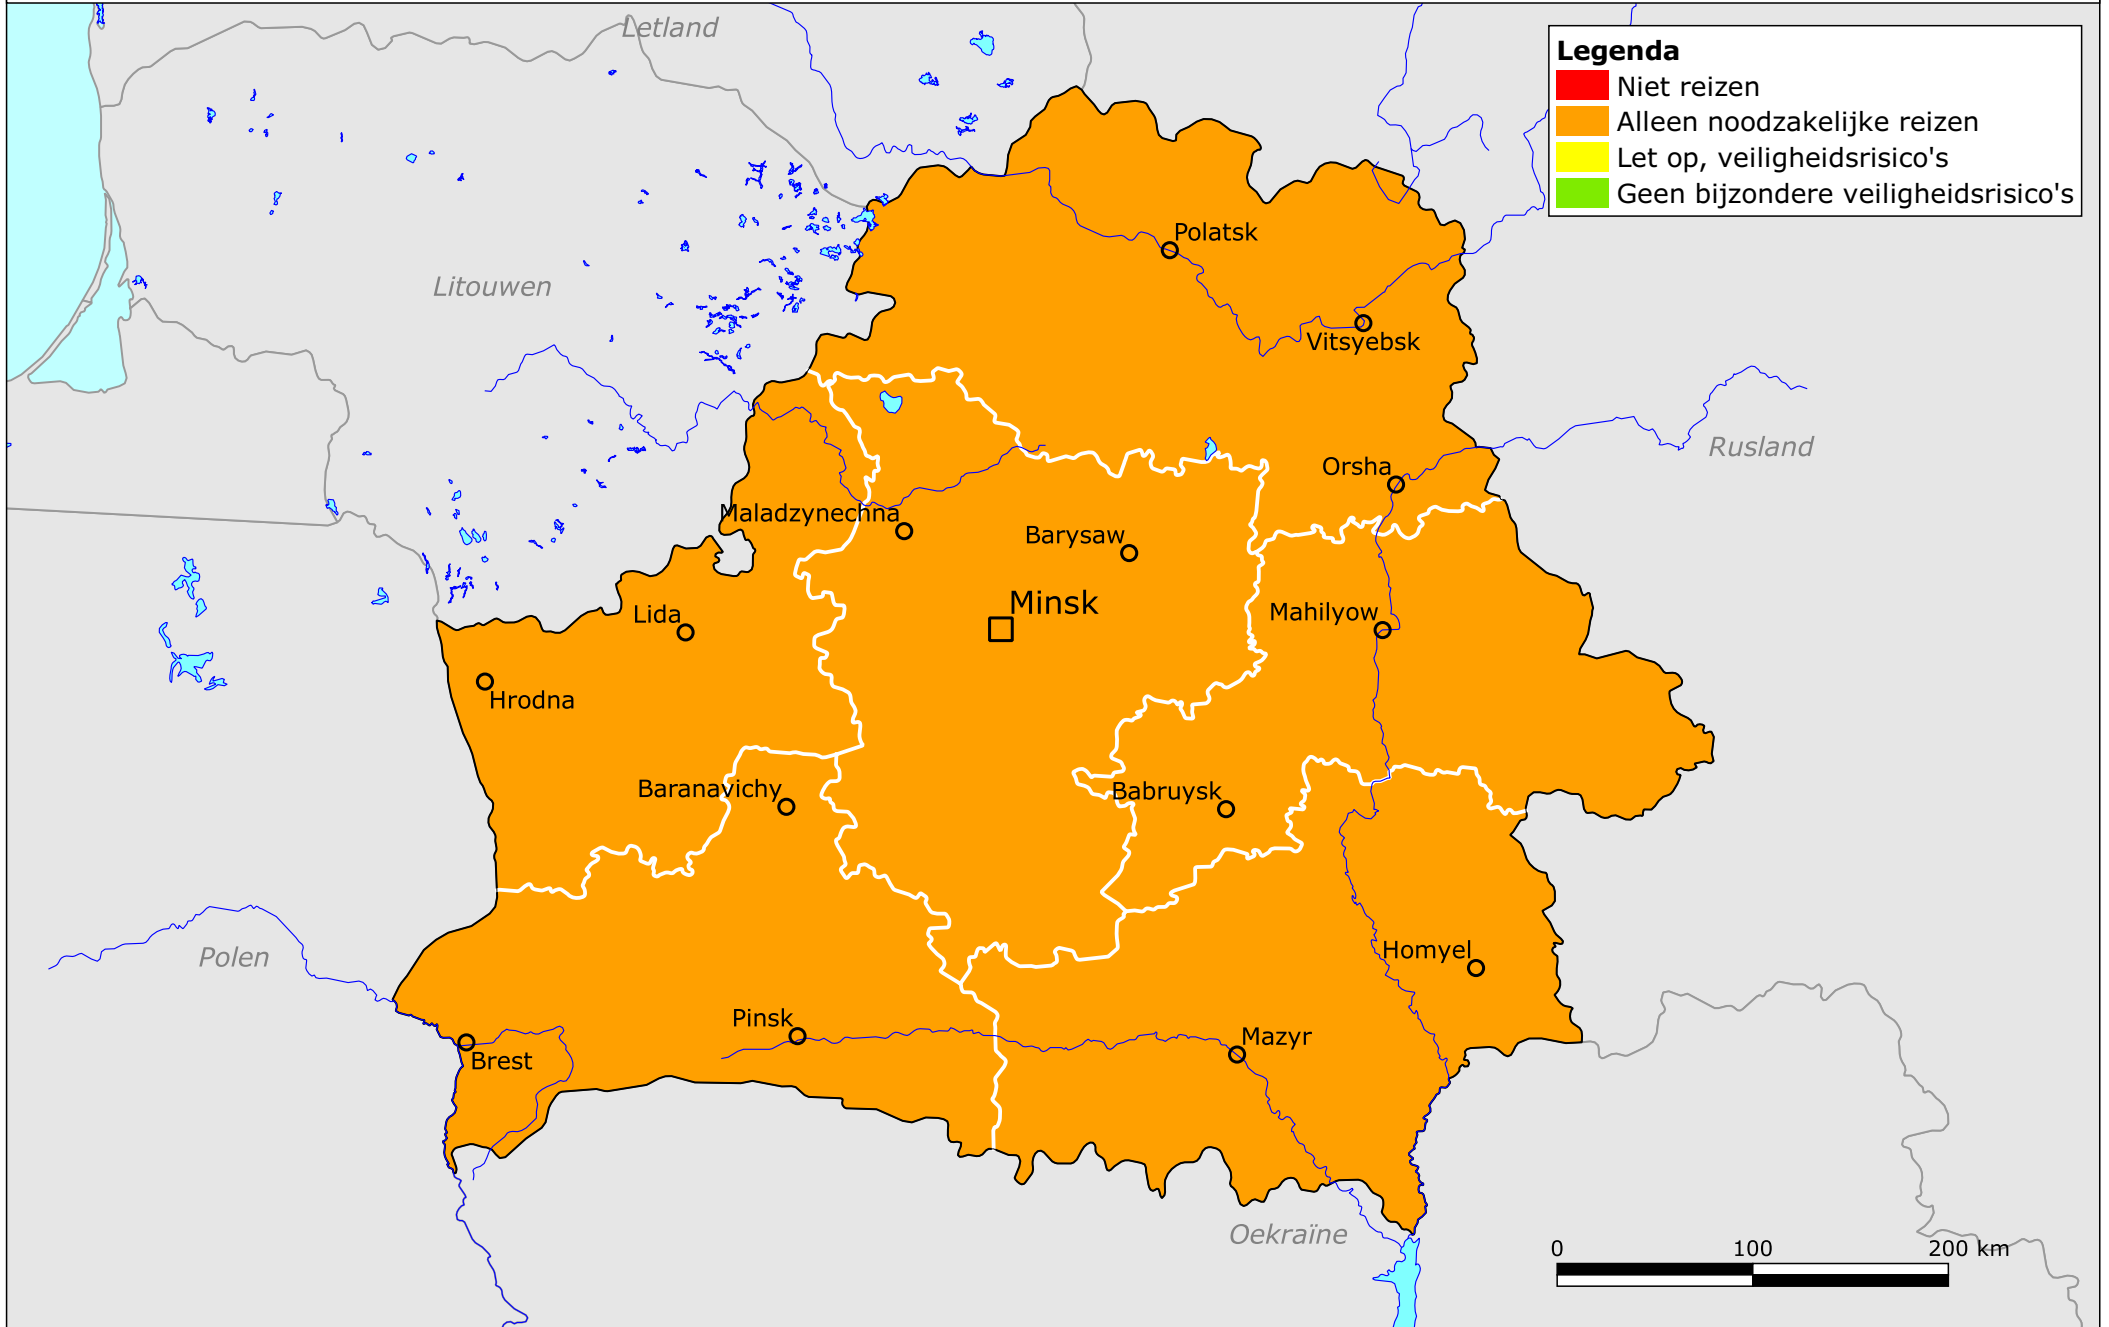 Letland
Legenda
Niet reizen
Alleen noodzakelijke reizen
Let op, veiligheidsrisico's
Geen bijzondere veiligheidsrisico's
Polatsk
Litouwen
Vitsyebsk
Rusland
Orsha
Maladzynechna
Barysaw
Minsk
Lida
Mahilyow
Hrodna
Baranavichy
Babruysk
Polen
Homyel
Pinsk
Mazyr
Brest
Oekraïne
0 100 200 km